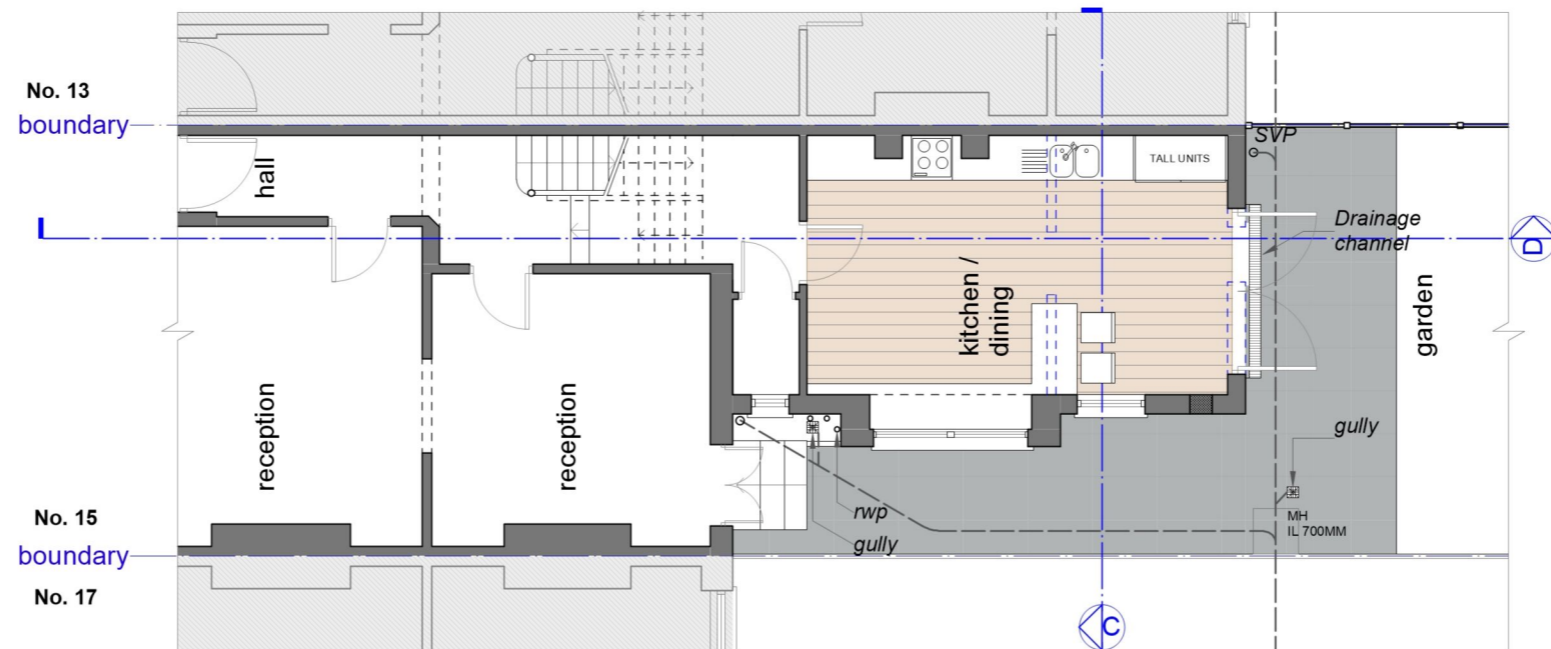 No. 13
boundary
hall
SVP
TALL UNITS
Drainage
channel
D
kitchen /
dining
garden
reception
reception
gully
rwp
gully
MH
IL 700MM
No. 15
boundary
No. 17
C